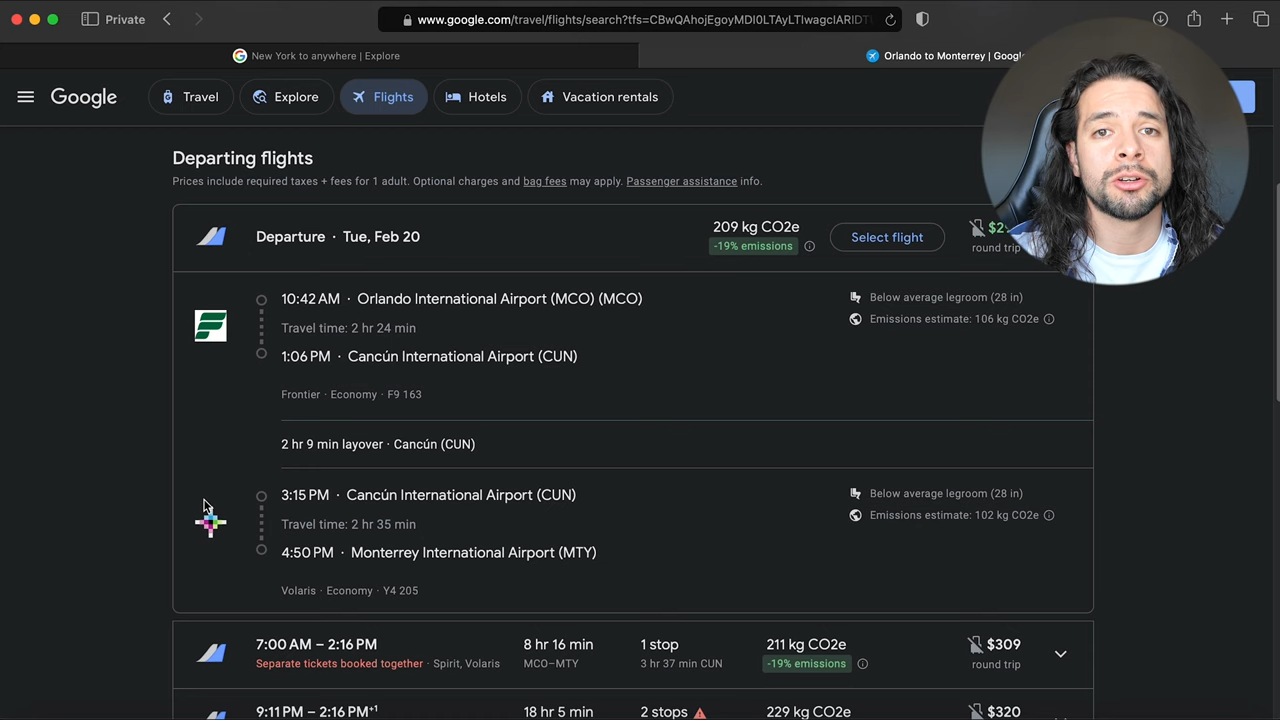 Private
www.google.com/travel/flights/search?tfs=CBwQAhojEgoyMDI0LTAyLTIwagcIARIDT
New York to anywhere | Explore
Orlando to Monterrey | Goog
Google
Travel
Explore
Flights
Hotels
Vacation rentals
Departing flights
Prices include required taxes + fees for 1 adult. Optional charges and bag fees may apply. Passenger assistance info.
Departure · Tue, Feb 20
209 kg CO2e
-19% emissions
Select flight
round trip
10:42 AM · Orlando International Airport (MCO) (MCO)
Below average legroom (28 in)
Travel time: 2 hr 24 min
Emissions estimate: 106 kg CO2e
1:06 PM · Cancún International Airport (CUN)
Frontier · Economy · F9 163
2 hr 9 min layover · Cancún (CUN)
3:15 PM · Cancún International Airport (CUN)
Below average legroom (28 in)
Travel time: 2 hr 35 min
Emissions estimate: 102 kg CO2e
4:50 PM · Monterrey International Airport (MTY)
Volaris · Economy · Y4 205
7:00 AM – 2:16 PM
8 hr 16 min
1 stop
211 kg CO2e
$309
Separate tickets booked together · Spirit, Volaris
MCO–MTY
3 hr 37 min CUN
-19% emissions
round trip
9:11 PM – 2:16 PM+1
18 hr 5 min
2 stops
229 kg CO2e
$320